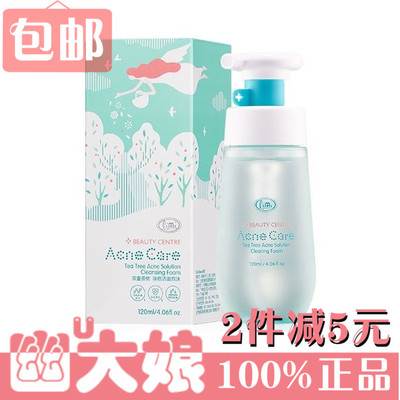 包邮
BEAUTY CENTRE
Acne Care
Tea Tree Acne Solution
Cleansing Foam
120ml/4.06fl.oz
BEAUTY CENTRE
Acne Care
Tea Tree Acne Solution
Clearing Foam
120ml/4.06fl.oz
2件减5元
丝大娘
100%正品